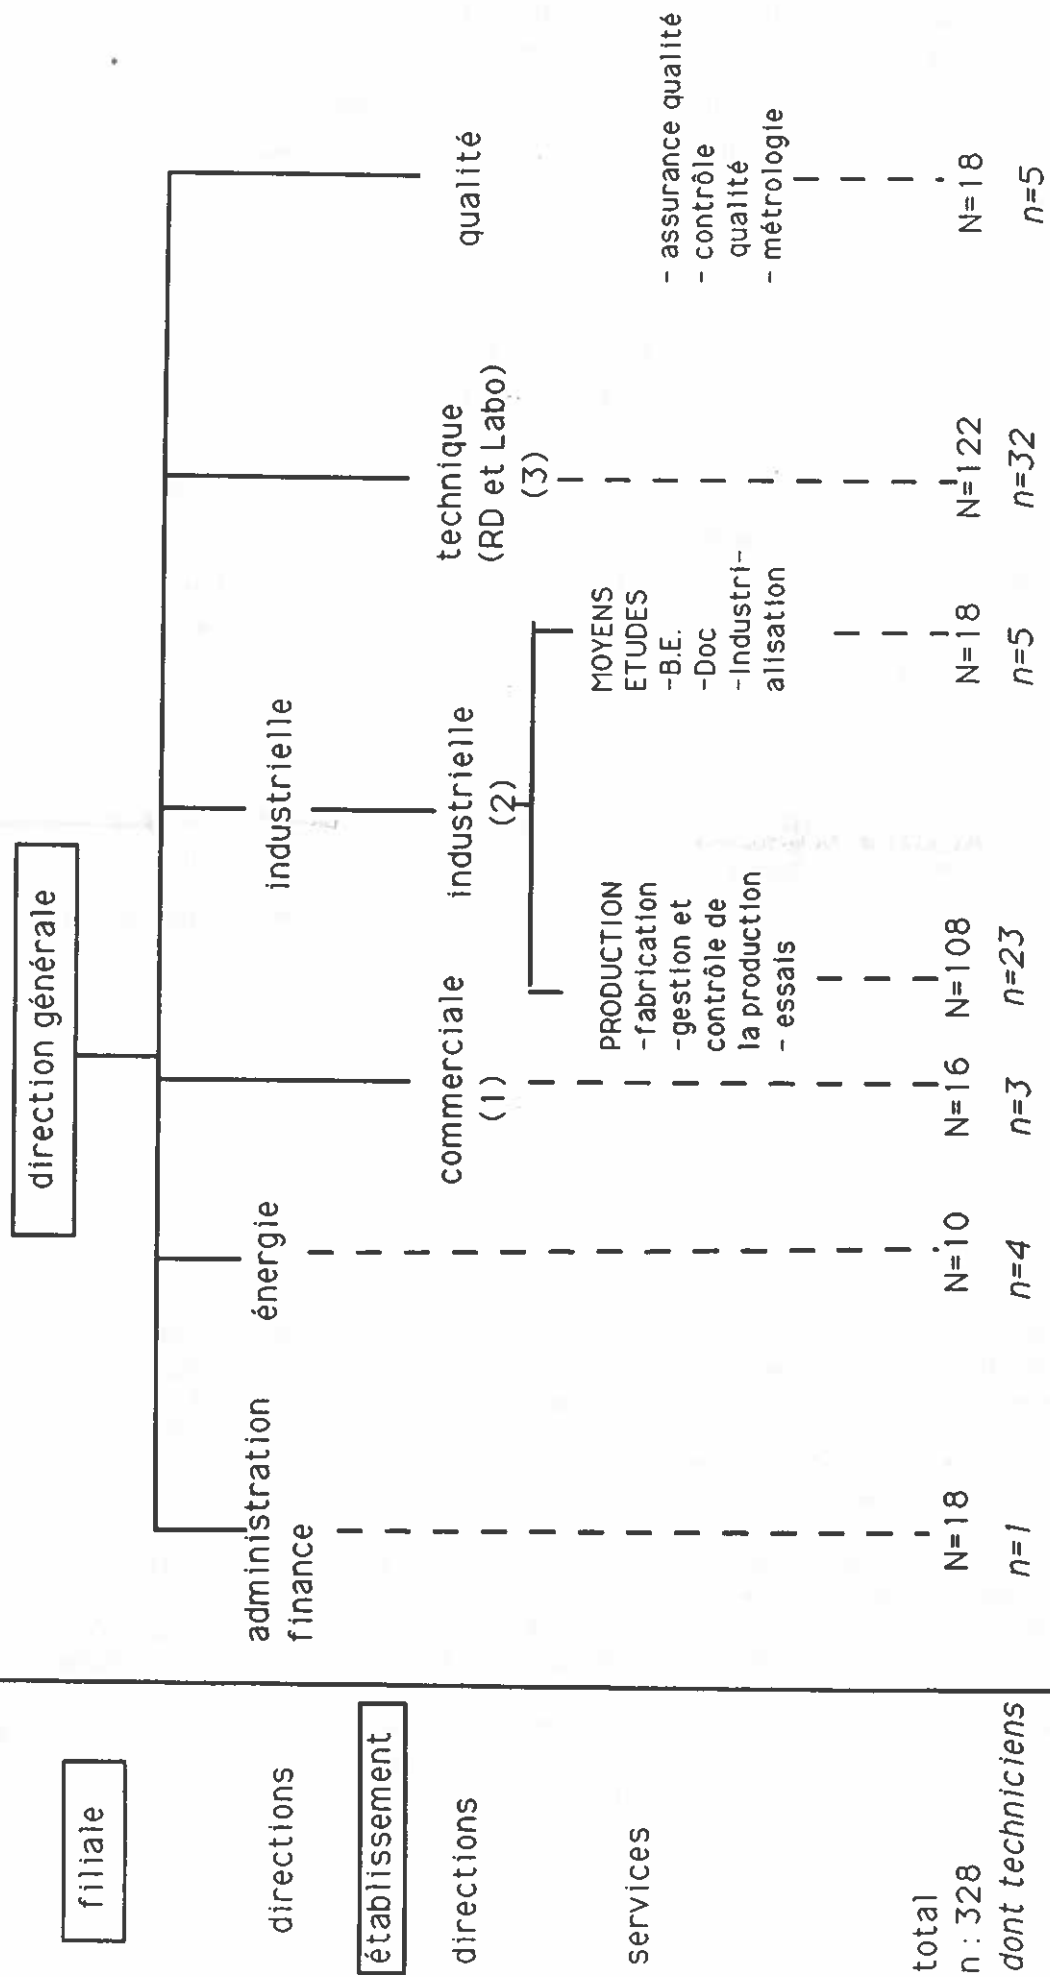 filiale
direction générale
directions
administration
finance
énergie
industrielle
établissement
directions
commerciale
(1)
industrielle
(2)
technique
(RD et Labo)
(3)
qualité
services
PRODUCTION
-fabrication
-gestion et
contrôle de
la production
- essais
MOYENS
ETUDES
-B.E.
-Doc
-Industri-
alisation
- assurance qualité
- contrôle
qualité
- métrologie
total
n : 328
dont techniciens
N=18
n=1
N=10
n=4
N=16
n=3
N=108
n=23
N=18
n=5
N=122
n=32
N=18
n=5